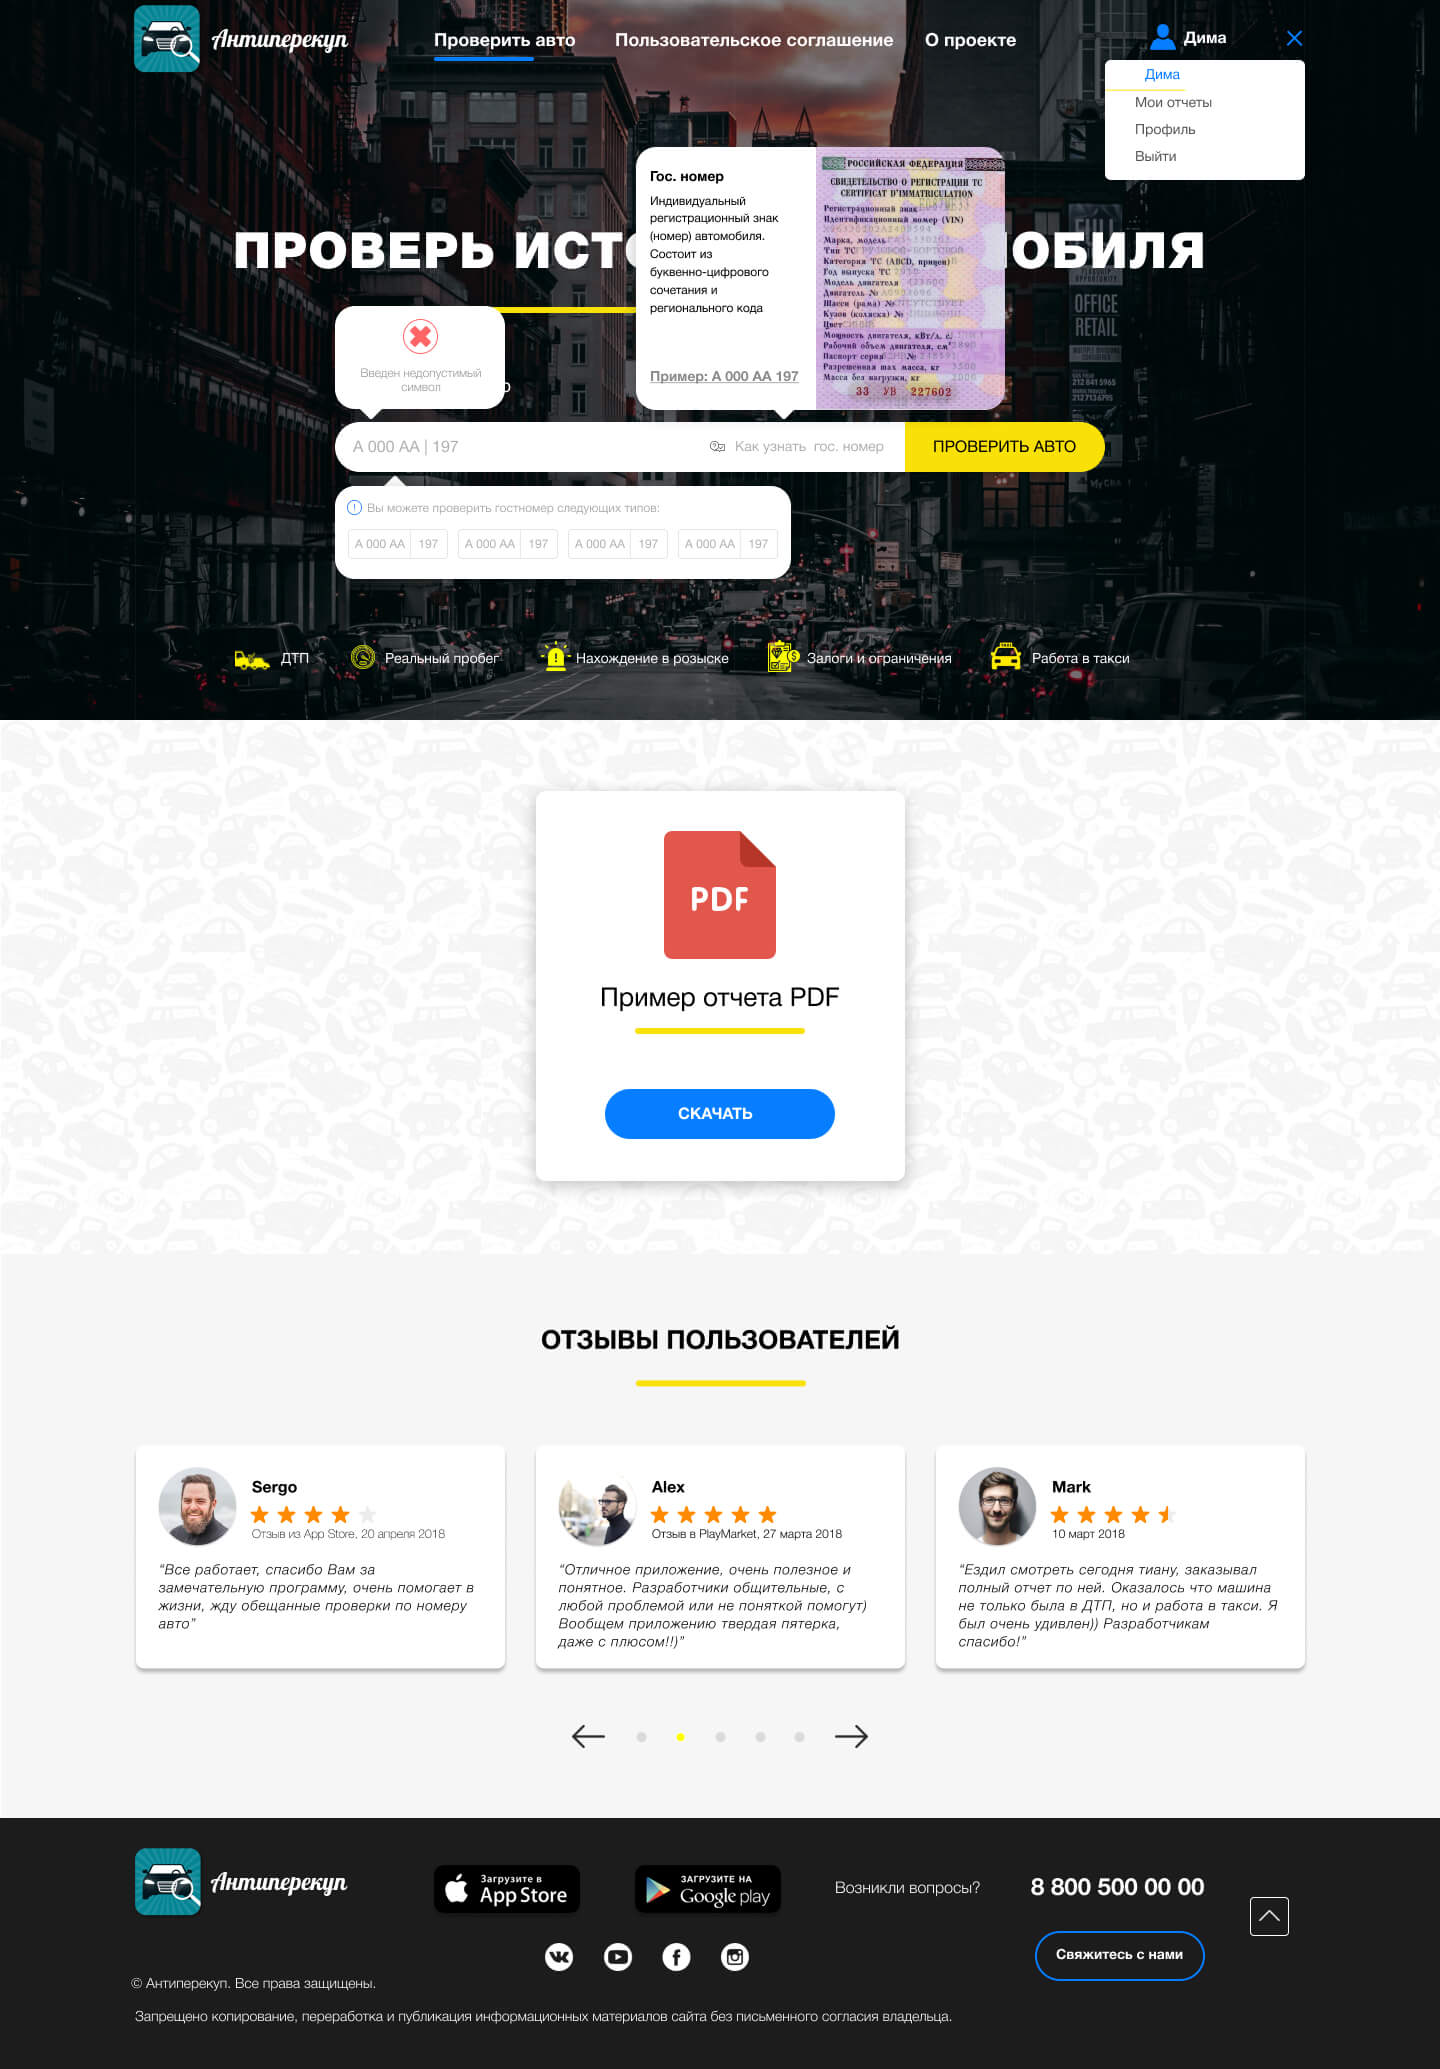 Антиперекуп
Проверить авто
Пользовательское соглашение
О проекте
Дима
Дима
Мои отчеты
Профиль
Выйти
Гос. номер
Индивидуальный
регистрационный знак
(номер) автомобиля.
Состоит из
буквенно-цифрового
сочетания и
регионального кода
Пример: А 000 АА 197
РОССИЙСКАЯ ФЕДЕРАЦИЯ
СВИДЕТЕЛЬСТВО О РЕГИСТРАЦИИ ТС
CERTIFICAT D'IMMATRICULATION
Регистрационный знак
Идентификационный номер (VIN)
Марка, модель
Тип ТС
Категория ТС (ABCD, прицеп)
Год выпуска ТС
Модель двигателя
Двигатель №
Шасси (рама) № ОТСУТСТВУЕТ
Кузов (коляска) №
Цвет
Мощность двигателя, кВт/л. с.
Рабочий объем двигателя, см³
Паспорт серия №
Разрешенная max масса, кг 3500
Масса без нагрузки, кг
33 УВ 227602
ПРОВЕРЬ ИСТО МОБИЛЯ
FILA
OFFICE
RETAIL
212 841 5965
Введен недопустимый
символ
А 000 АА | 197
Как узнать гос. номер
ПРОВЕРИТЬ АВТО
Вы можете проверить гостномер следующих типов:
А 000 АА 197
А 000 АА 197
А 000 АА 197
А 000 АА 197
ДТП
Реальный пробег
Нахождение в розыске
Залоги и ограничения
Работа в такси
PDF
Пример отчета PDF
СКАЧАТЬ
ОТЗЫВЫ ПОЛЬЗОВАТЕЛЕЙ
Sergo
Отзыв из App Store, 20 апреля 2018
“Все работает, спасибо Вам за
замечательную программу, очень помогает в
жизни, жду обещанные проверки по номеру
авто”
Alex
Отзыв в PlayMarket, 27 марта 2018
“Отличное приложение, очень полезное и
понятное. Разработчики общительные, с
любой проблемой или не поняткой помогут)
Вообщем приложению твердая пятерка,
даже с плюсом!!)”
Mark
10 март 2018
“Ездил смотреть сегодня тиану, заказывал
полный отчет по ней. Оказалось что машина
не только была в ДТП, но и работа в такси. Я
был очень удивлен)) Разработчикам
спасибо!”
Антиперекуп
Загрузите в
App Store
ЗАГРУЗИТЕ НА
Google play
Возникли вопросы?
8 800 500 00 00
Свяжитесь с нами
© Антиперекуп. Все права защищены.
Запрещено копирование, переработка и публикация информационных материалов сайта без письменного согласия владельца.